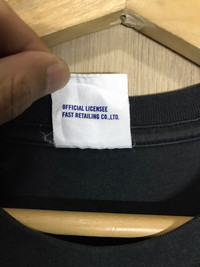 OFFICIAL LICENSEE
FAST RETAILING CO.,LTD.